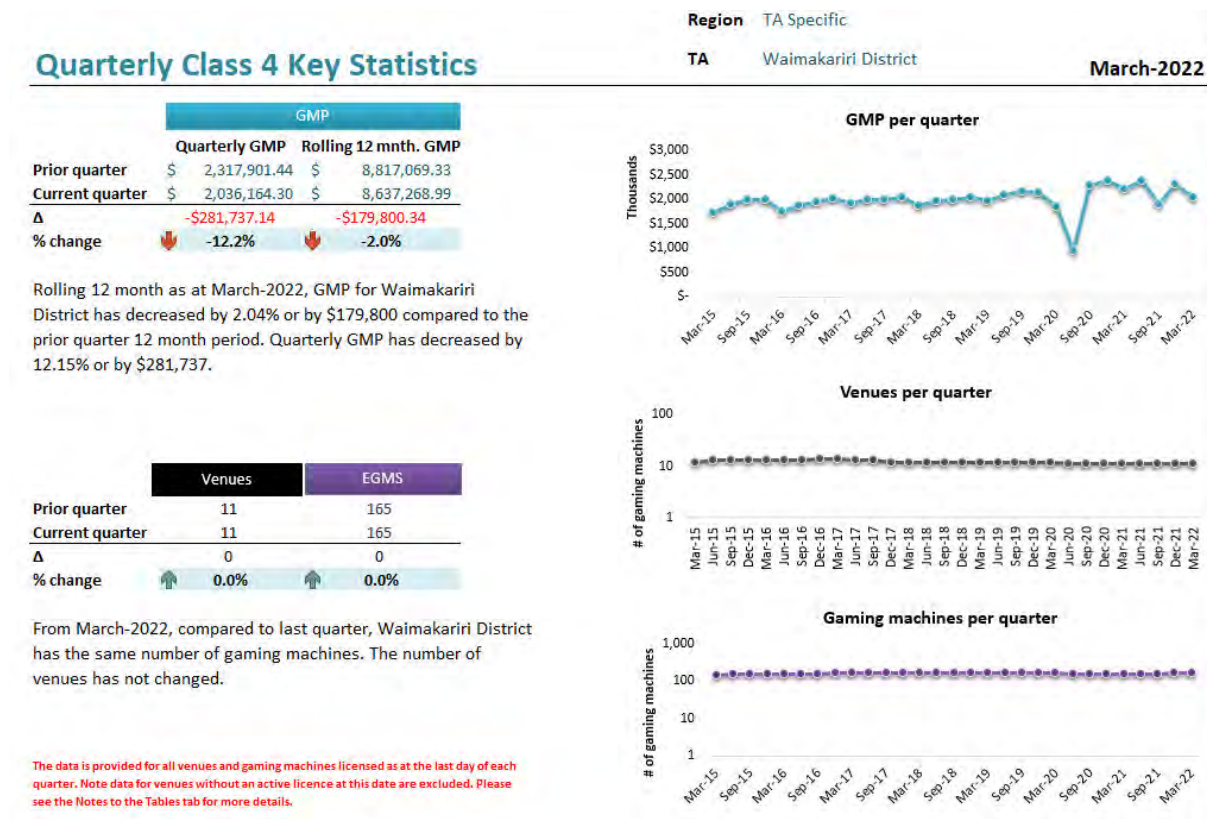 Region TA Specific
Quarterly Class 4 Key Statistics
TA Waimakariri District
March-2022
GMP
Quarterly GMP Rolling 12 mnth. GMP
Prior quarter $ 2,317,901.44 $ 8,817,069.33
Current quarter $ 2,036,164.30 $ 8,637,268.99
Δ -$281,737.14 -$179,800.34
% change -12.2% -2.0%
Rolling 12 month as at March-2022, GMP for Waimakariri
District has decreased by 2.04% or by $179,800 compared to the
prior quarter 12 month period. Quarterly GMP has decreased by
12.15% or by $281,737.
Venues EGMS
Prior quarter 11 165
Current quarter 11 165
Δ 0 0
% change 0.0% 0.0%
From March-2022, compared to last quarter, Waimakariri District
has the same number of gaming machines. The number of
venues has not changed.
The data is provided for all venues and gaming machines licensed as at the last day of each
quarter. Note data for venues without an active licence at this date are excluded. Please
see the Notes to the Tables tab for more details.
GMP per quarter
Thousands
$3,000
$2,500
$2,000
$1,500
$1,000
$500
$-
Mar-15 Sep-15 Mar-16 Sep-16 Mar-17 Sep-17 Mar-18 Sep-18 Mar-19 Sep-19 Mar-20 Sep-20 Mar-21 Sep-21 Mar-22
Venues per quarter
# of gaming machines
100
10
1
Mar-15 Jun-15 Sep-15 Dec-15 Mar-16 Jun-16 Sep-16 Dec-16 Mar-17 Jun-17 Sep-17 Dec-17 Mar-18 Jun-18 Sep-18 Dec-18 Mar-19 Jun-19 Sep-19 Dec-19 Mar-20 Jun-20 Sep-20 Dec-20 Mar-21 Jun-21 Sep-21 Dec-21 Mar-22
Gaming machines per quarter
# of gaming machines
1,000
100
10
1
Mar-15 Sep-15 Mar-16 Sep-16 Mar-17 Sep-17 Mar-18 Sep-18 Mar-19 Sep-19 Mar-20 Sep-20 Mar-21 Sep-21 Mar-22